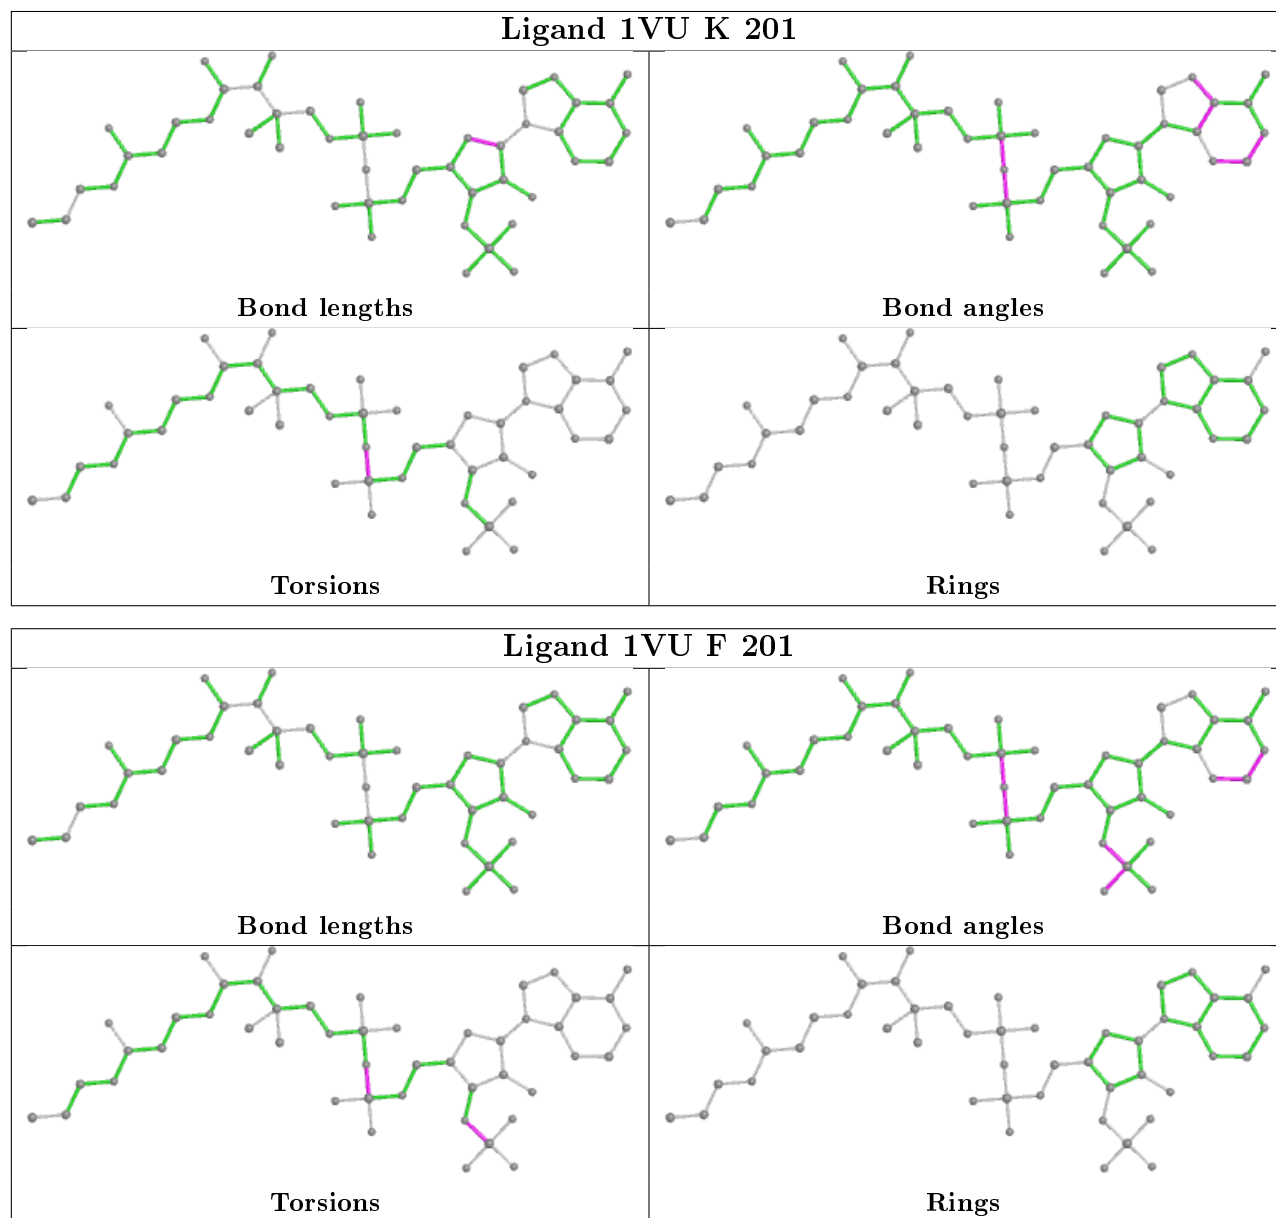 Ligand 1VU K 201
Bond lengths Bond angles
Torsions Rings
Ligand 1VU F 201
Bond lengths Bond angles
Torsions Rings